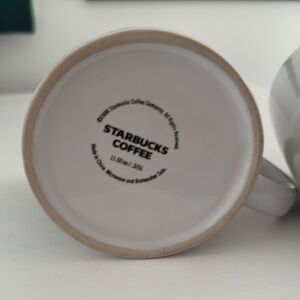 ©2008 Starbucks Coffee Company. All Rights Reserved.
STARBUCKS
COFFEE
11.5fl oz / .325L
Made in China. Microwave and Dishwasher Safe.